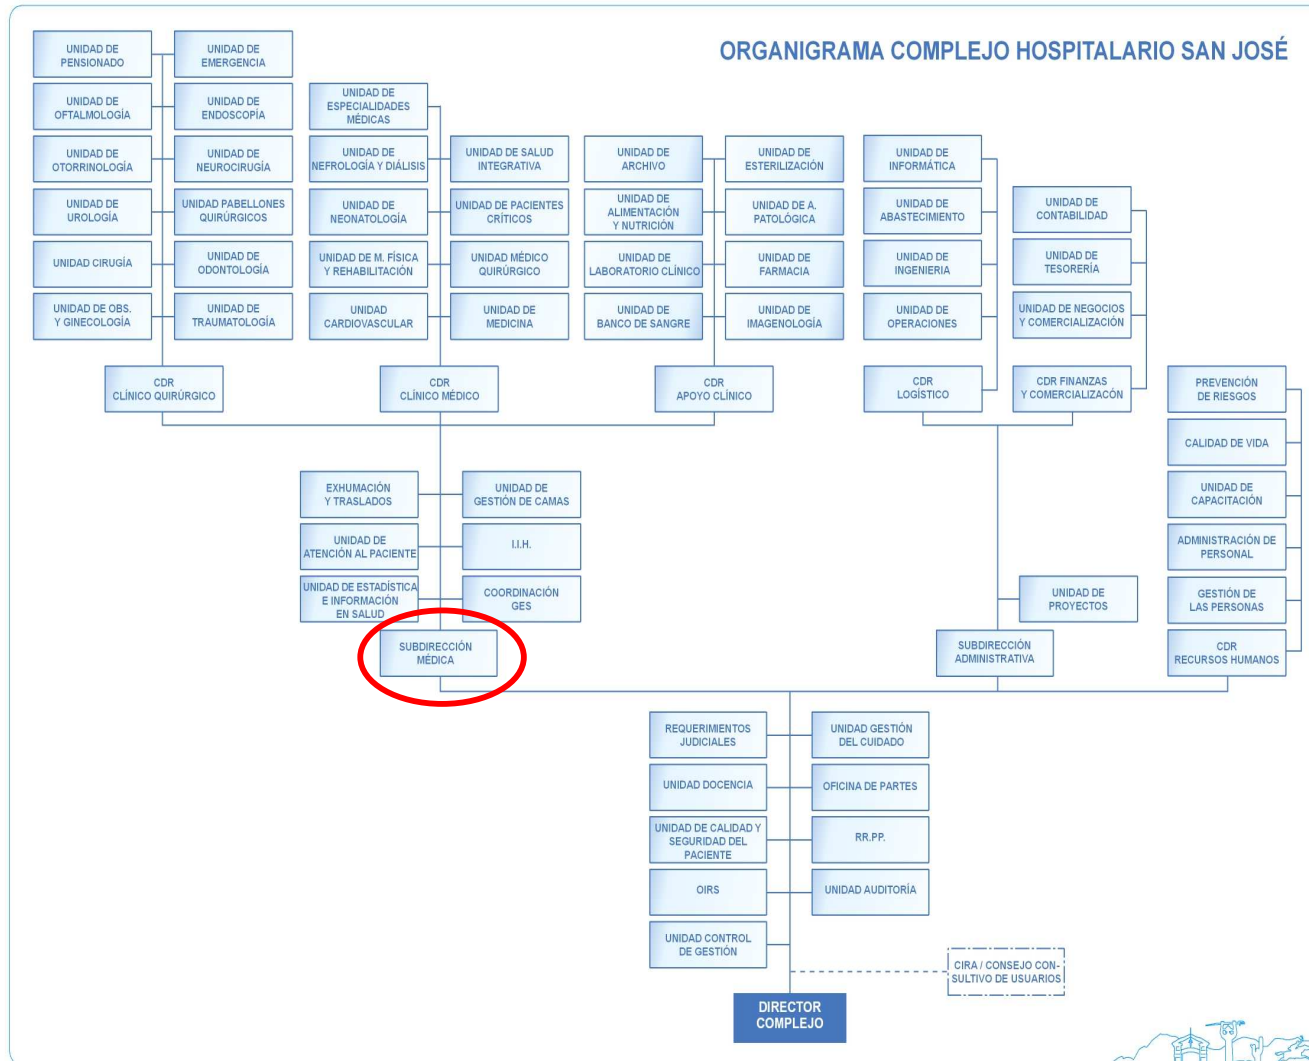 ORGANIGRAMA COMPLEJO HOSPITALARIO SAN JOSÉ
UNIDAD DE
PENSIONADO
UNIDAD DE
EMERGENCIA
UNIDAD DE
OFTALMOLOGÍA
UNIDAD DE
ENDOSCOPÍA
UNIDAD DE
OTORRINOLOGÍA
UNIDAD DE
NEUROCIRUGÍA
UNIDAD DE
UROLOGÍA
UNIDAD PABELLONES
QUIRÚRGICOS
UNIDAD CIRUGÍA
UNIDAD DE
ODONTOLOGÍA
UNIDAD DE OBS.
Y GINECOLOGÍA
UNIDAD DE
TRAUMATOLOGÍA
CDR
CLÍNICO QUIRÚRGICO
UNIDAD DE
ESPECIALIDADES
MÉDICAS
UNIDAD DE
NEFROLOGÍA Y DIÁLISIS
UNIDAD DE SALUD
INTEGRATIVA
UNIDAD DE
NEONATOLOGÍA
UNIDAD DE PACIENTES
CRÍTICOS
UNIDAD DE M. FÍSICA
Y REHABILITACIÓN
UNIDAD MÉDICO
QUIRÚRGICO
UNIDAD
CARDIOVASCULAR
UNIDAD DE
MEDICINA
CDR
CLÍNICO MÉDICO
UNIDAD DE
ARCHIVO
UNIDAD DE
ESTERILIZACIÓN
UNIDAD DE
ALIMENTACIÓN
Y NUTRICIÓN
UNIDAD DE A.
PATOLÓGICA
UNIDAD DE
LABORATORIO CLÍNICO
UNIDAD DE
FARMACIA
UNIDAD DE
BANCO DE SANGRE
UNIDAD DE
IMAGENOLOGÍA
CDR
APOYO CLÍNICO
UNIDAD DE
INFORMÁTICA
UNIDAD DE
ABASTECIMIENTO
UNIDAD DE
INGENIERIA
UNIDAD DE
OPERACIONES
CDR
LOGÍSTICO
UNIDAD DE
CONTABILIDAD
UNIDAD DE
TESORERÍA
UNIDAD DE NEGOCIOS
Y COMERCIALIZACIÓN
CDR FINANZAS
Y COMERCIALIZACÓN
PREVENCIÓN
DE RIESGOS
CALIDAD DE VIDA
UNIDAD DE
CAPACITACIÓN
ADMINISTRACIÓN DE
PERSONAL
GESTIÓN DE
LAS PERSONAS
CDR
RECURSOS HUMANOS
EXHUMACIÓN
Y TRASLADOS
UNIDAD DE
GESTIÓN DE CAMAS
UNIDAD DE
ATENCIÓN AL PACIENTE
I.I.H.
UNIDAD DE ESTADÍSTICA
E INFORMACIÓN
EN SALUD
COORDINACIÓN
GES
SUBDIRECCIÓN
MÉDICA
UNIDAD DE
PROYECTOS
SUBDIRECCIÓN
ADMINISTRATIVA
REQUERIMIENTOS
JUDICIALES
UNIDAD GESTIÓN
DEL CUIDADO
UNIDAD DOCENCIA
OFICINA DE PARTES
UNIDAD DE CALIDAD Y
SEGURIDAD DEL
PACIENTE
RR.PP.
OIRS
UNIDAD AUDITORÍA
UNIDAD CONTROL
DE GESTIÓN
CIRA / CONSEJO CON-
SULTIVO DE USUARIOS
DIRECTOR
COMPLEJO